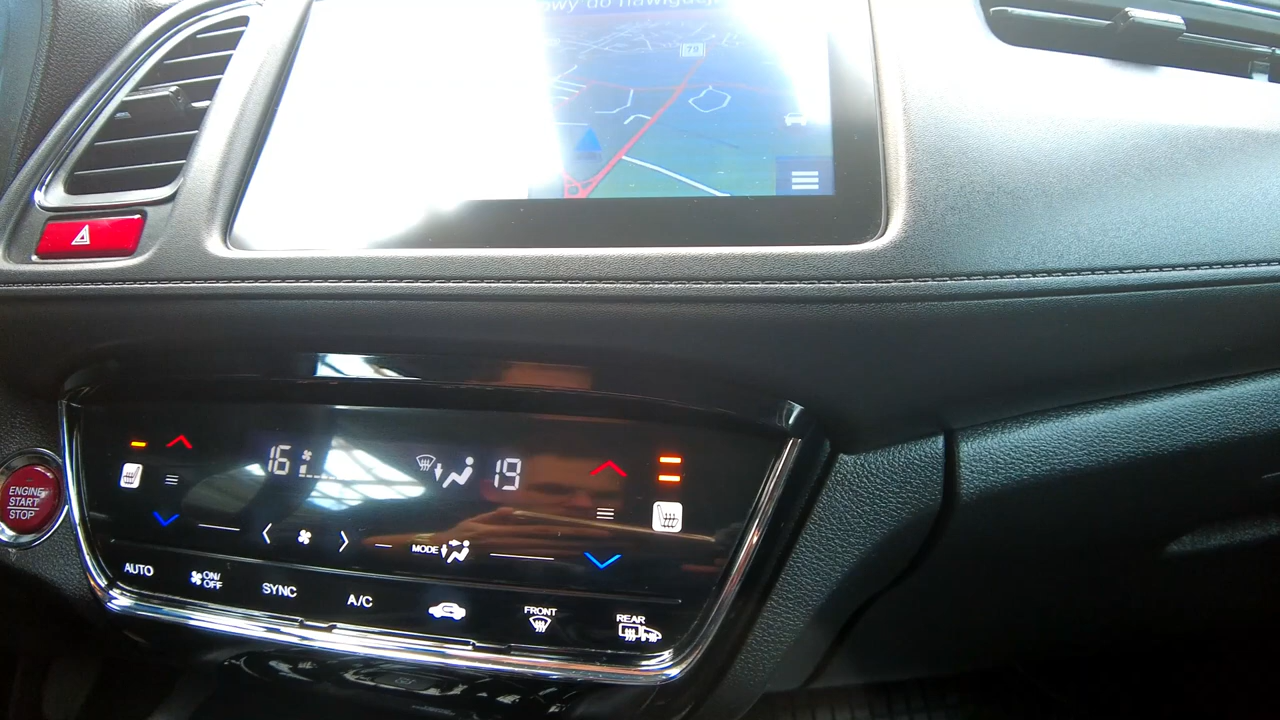 79
16
19
ENGINE
START
STOP
MODE
AUTO
ON/
OFF
SYNC
A/C
FRONT
REAR